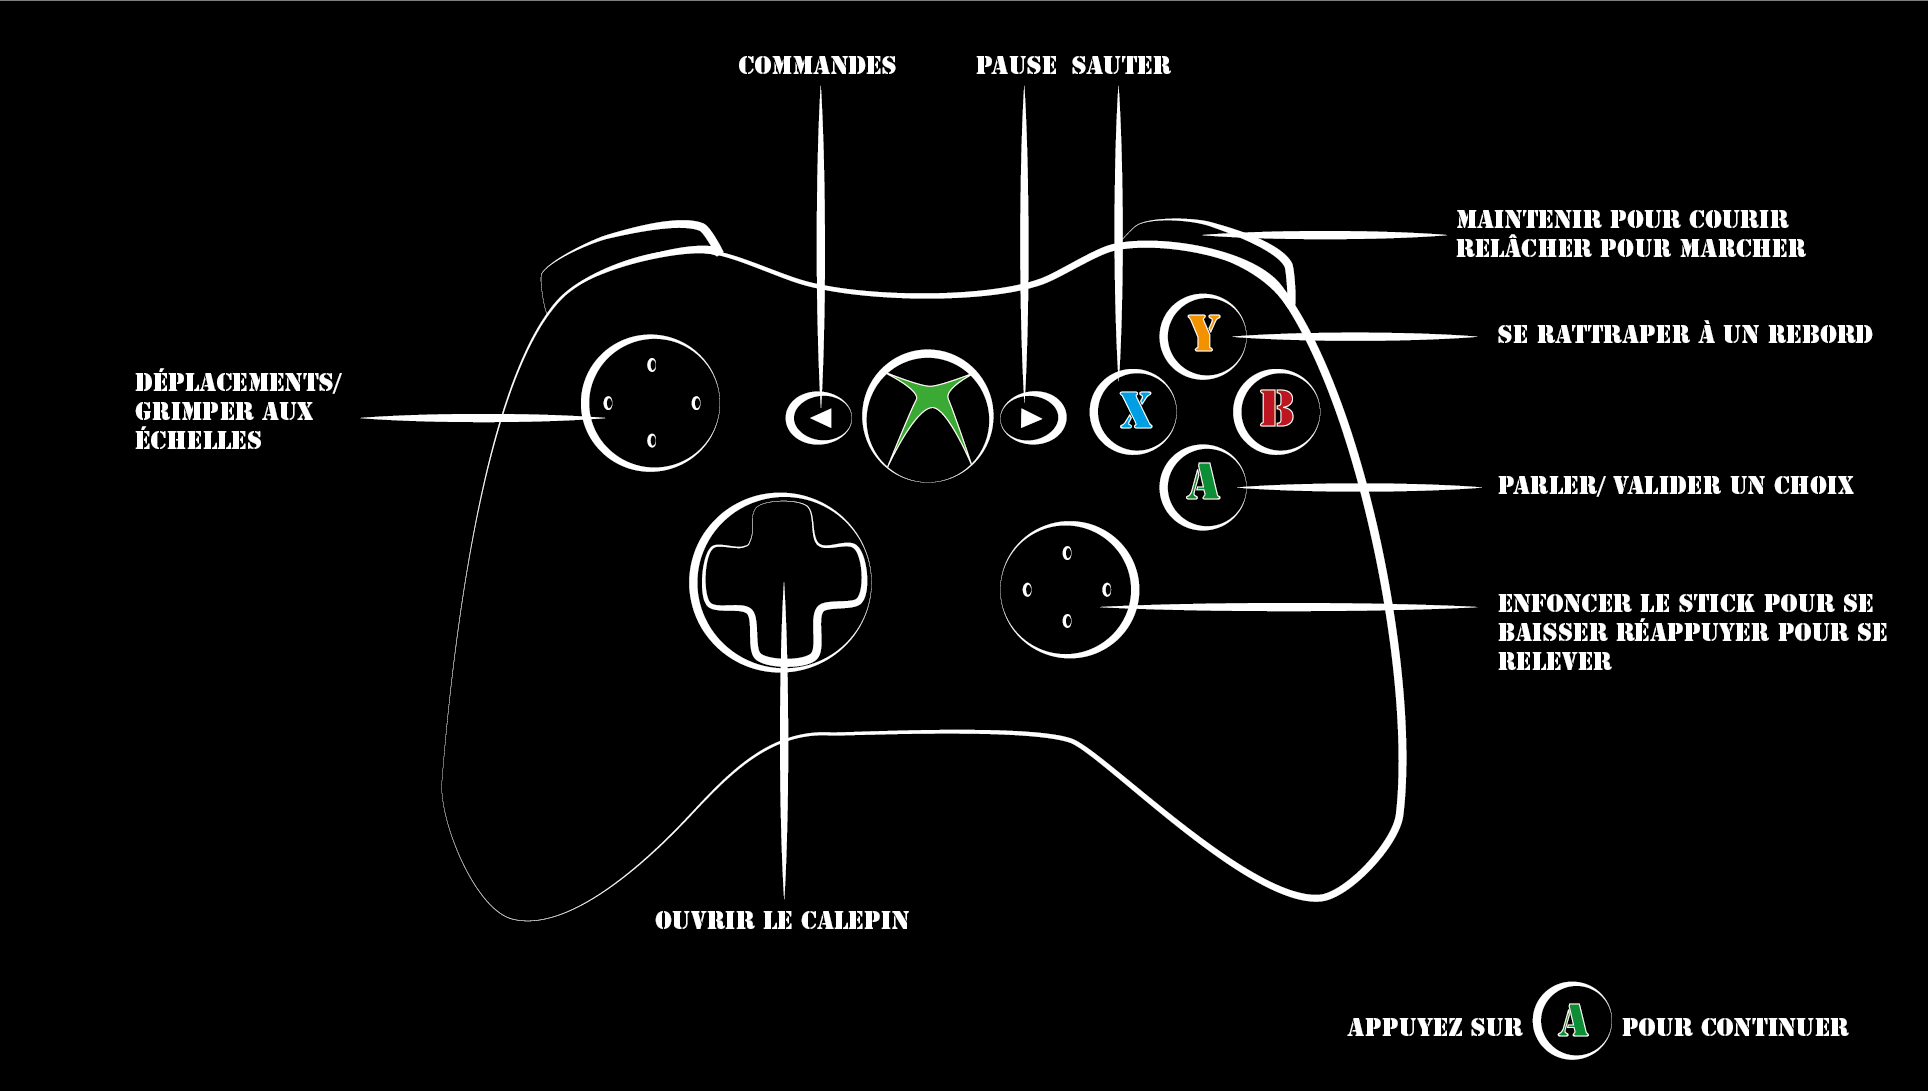 COMMANDES
PAUSE SAUTER
MAINTENIR POUR COURIR
RELÂCHER POUR MARCHER
Y
SE RATTRAPER À UN REBORD
DÉPLACEMENTS/
GRIMPER AUX
ÉCHELLES
X
B
A
PARLER/ VALIDER UN CHOIX
ENFONCER LE STICK POUR SE
BAISSER RÉAPPUYER POUR SE
RELEVER
OUVRIR LE CALEPIN
APPUYEZ SUR A POUR CONTINUER